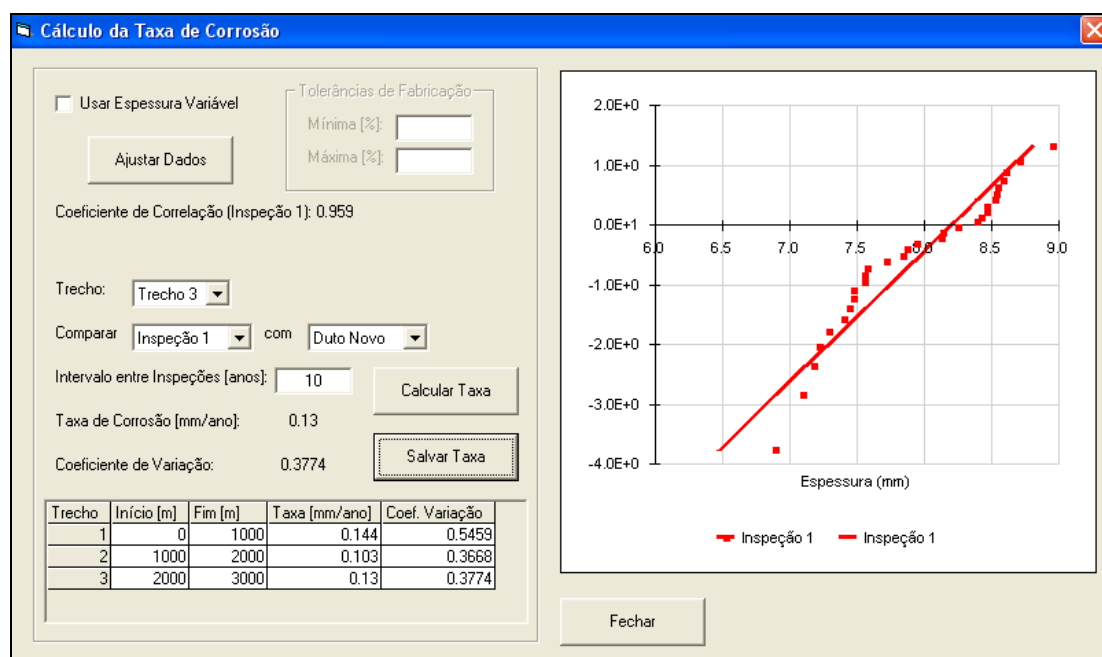 Cálculo da Taxa de Corrosão
Usar Espessura Variável
Ajustar Dados
Tolerâncias de Fabricação
Mínima [%]:
Máxima [%]:
Coeficiente de Correlação (Inspeção 1): 0.959
Trecho: Trecho 3
Comparar Inspeção 1 com Duto Novo
Intervalo entre Inspeções [anos]: 10
Calcular Taxa
Taxa de Corrosão [mm/ano]: 0.13
Coeficiente de Variação: 0.3774
Salvar Taxa
Trecho Início [m] Fim [m] Taxa [mm/ano] Coef. Variação
1 0 1000 0.144 0.5459
2 1000 2000 0.103 0.3668
3 2000 3000 0.13 0.3774
2.0E+0
1.0E+0
0.0E+1
6.0 6.5 7.0 7.5 8.0 8.5 9.0
-1.0E+0
-2.0E+0
-3.0E+0
-4.0E+0
Espessura (mm)
Inspeção 1 Inspeção 1
Fechar